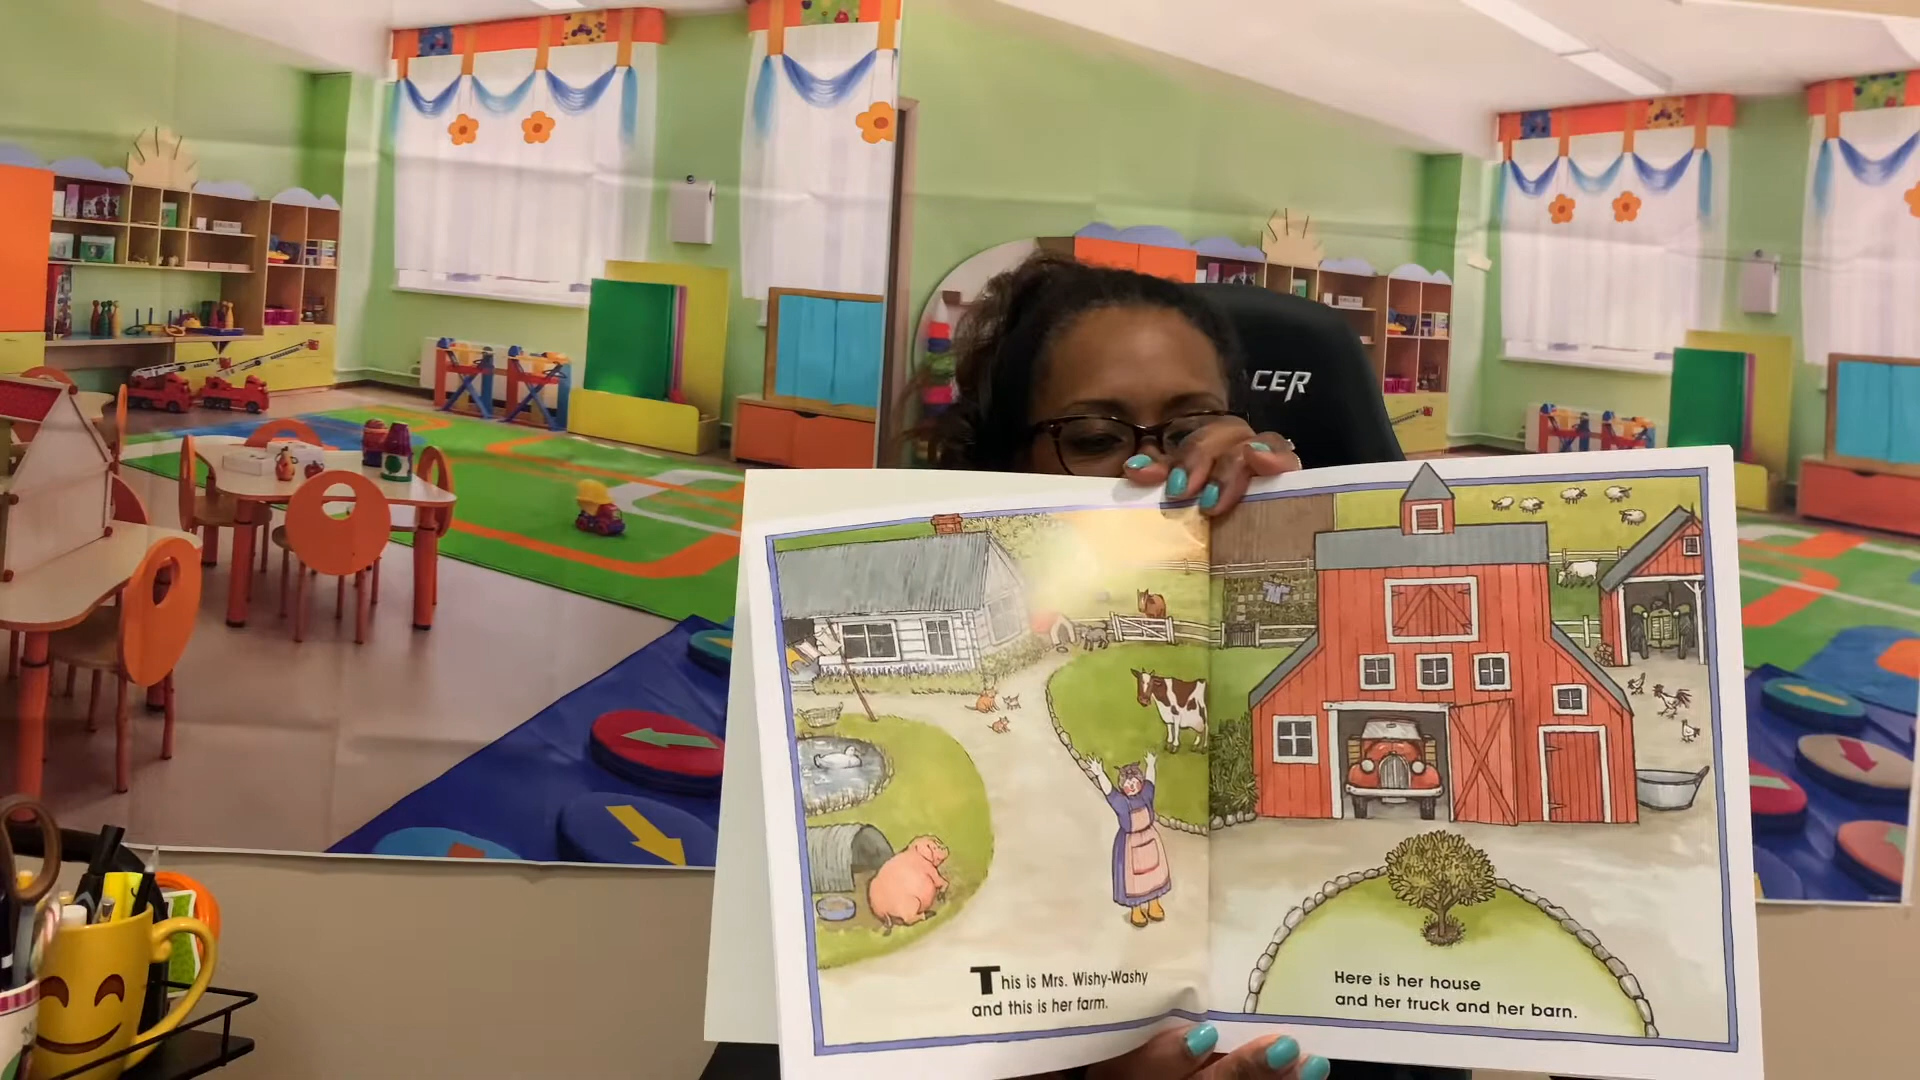 CER
This is Mrs. Wishy-Washy
and this is her farm.
Here is her house
and her truck and her barn.